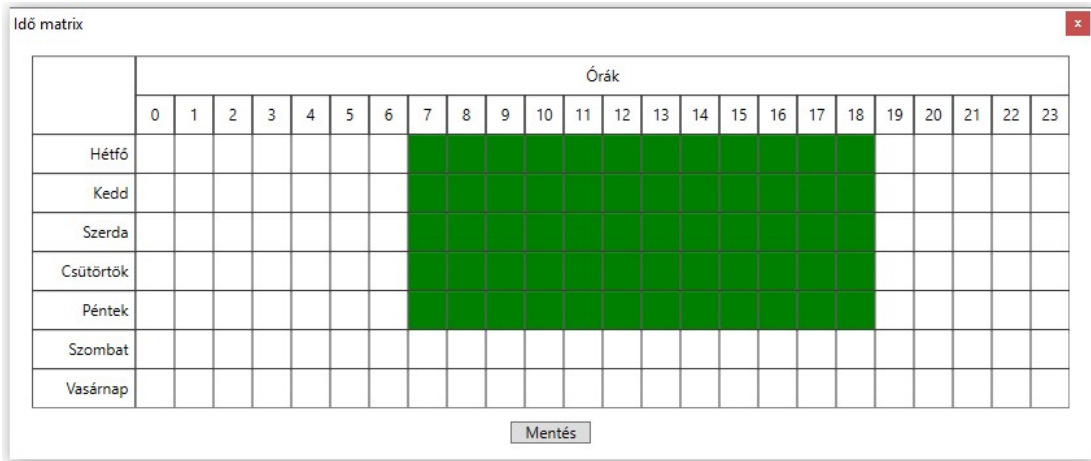 Idő matrix
x
Órák
0 1 2 3 4 5 6 7 8 9 10 11 12 13 14 15 16 17 18 19 20 21 22 23
Hétfő
Kedd
Szerda
Csütörtök
Péntek
Szombat
Vasárnap
Mentés